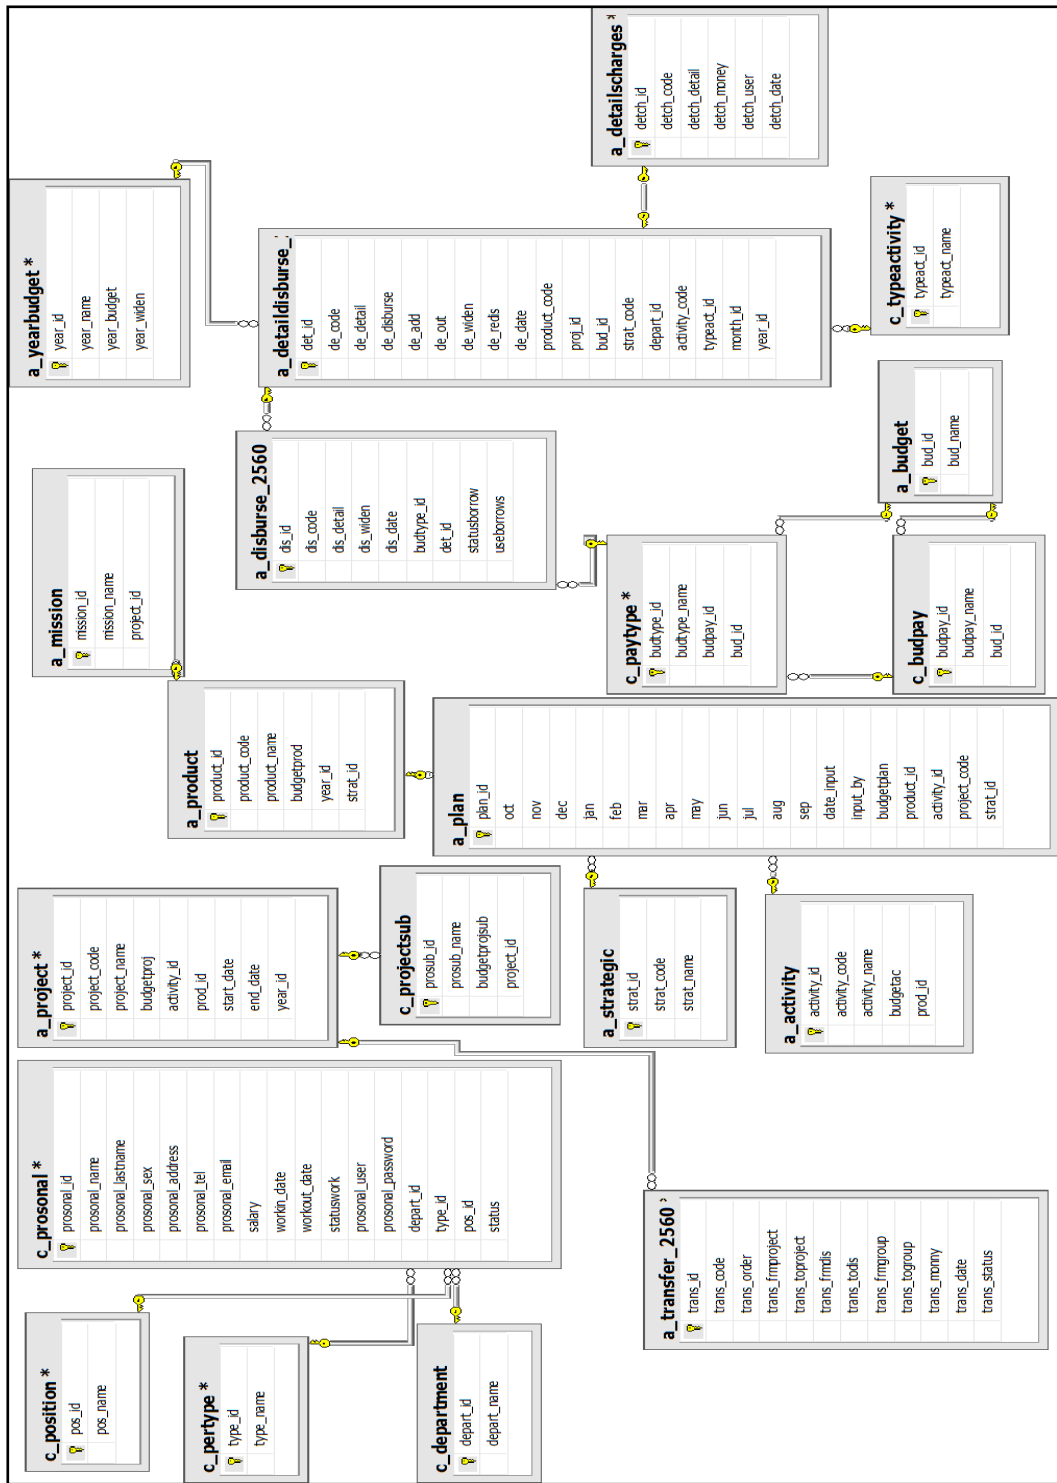 c_position *
pos_id
pos_name
c_pertype *
type_id
type_name
c_department
depart_id
depart_name
c_prosonal *
prosonal_id
prosonal_name
prosonal_lastname
prosonal_sex
prosonal_address
prosonal_tel
prosonal_email
salary
workin_date
workout_date
statuswork
prosonal_user
prosonal_password
depart_id
type_id
pos_id
status
a_transfer_2560
trans_id
trans_code
trans_order
trans_frmproject
trans_toproject
trans_frmdis
trans_todis
trans_frmgroup
trans_togroup
trans_monny
trans_date
trans_status
a_project *
project_id
project_code
project_name
budgetproj
activity_id
prod_id
start_date
end_date
year_id
c_projectsub
prosub_id
prosub_name
budgetprojsub
project_id
a_strategic
strat_id
strat_code
strat_name
a_activity
activity_id
activity_code
activity_name
budgetac
prod_id
a_product
product_id
product_code
product_name
budgetprod
year_id
strat_id
a_plan
plan_id
oct
nov
dec
jan
feb
mar
apr
may
jun
jul
aug
sep
date_input
input_by
budgetplan
product_id
activity_id
project_code
strat_id
a_mission
mission_id
mission_name
project_id
a_disburse_2560
dis_id
dis_code
dis_detail
dis_widen
dis_date
budtype_id
det_id
statusborrow
useborrows
c_paytype *
budtype_id
budtype_name
budpay_id
bud_id
c_budpay
budpay_id
budpay_name
bud_id
a_budget
bud_id
bud_name
a_yearbudget *
year_id
year_name
year_budget
year_widen
a_detaildisburse_
det_id
de_code
de_detail
de_disburse
de_add
de_out
de_widen
de_redis
de_date
product_code
proj_id
bud_id
strat_code
depart_id
activity_code
typeact_id
month_id
year_id
c_typeactivity *
typeact_id
typeact_name
a_detailscharges *
detch_id
detch_code
detch_detail
detch_money
detch_user
detch_date